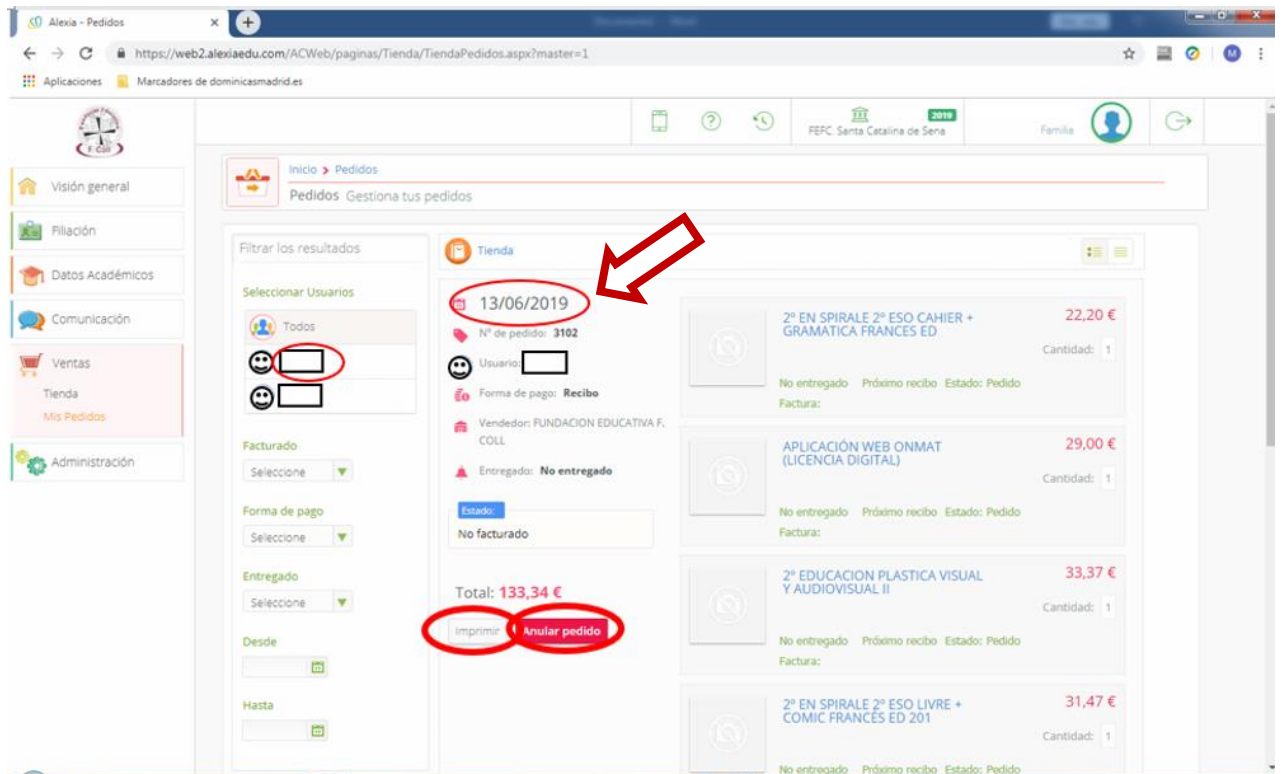 Alexia - Pedidos
https://web2.alexiaedu.com/ACWeb/paginas/Tienda/TiendaPedidos.aspx?master=1
M
Aplicaciones
Marcadores de dominicasmadrid.es
F. Coll
2019
FEFC. Santa Catalina de Sena
Familia
Inicio > Pedidos
Pedidos Gestiona tus pedidos
Visión general
Filiación
Datos Académicos
Comunicación
Ventas
Tienda
Mis Pedidos
Administración
Filtrar los resultados
Seleccionar Usuarios
Todos
Facturado
Seleccione
Forma de pago
Seleccione
Entregado
Seleccione
Desde
Hasta
Tienda
13/06/2019
Nº de pedido: 3102
Usuario:
Forma de pago: Recibo
Vendedor: FUNDACION EDUCATIVA F.
COLL
Entregado: No entregado
Estado:
No facturado
Total: 133,34 €
Imprimir Anular pedido
2º EN SPIRALE 2º ESO CAHIER +
GRAMATICA FRANCES ED
22,20 €
Cantidad: 1
No entregado Próximo recibo Estado: Pedido
Factura:
APLICACIÓN WEB ONMAT
(LICENCIA DIGITAL)
29,00 €
Cantidad: 1
No entregado Próximo recibo Estado: Pedido
Factura:
2º EDUCACION PLASTICA VISUAL
Y AUDIOVISUAL II
33,37 €
Cantidad: 1
No entregado Próximo recibo Estado: Pedido
Factura:
2º EN SPIRALE 2º ESO LIVRE +
COMIC FRANCÉS ED 201
31,47 €
Cantidad: 1
No entregado Próximo recibo Estado: Pedido